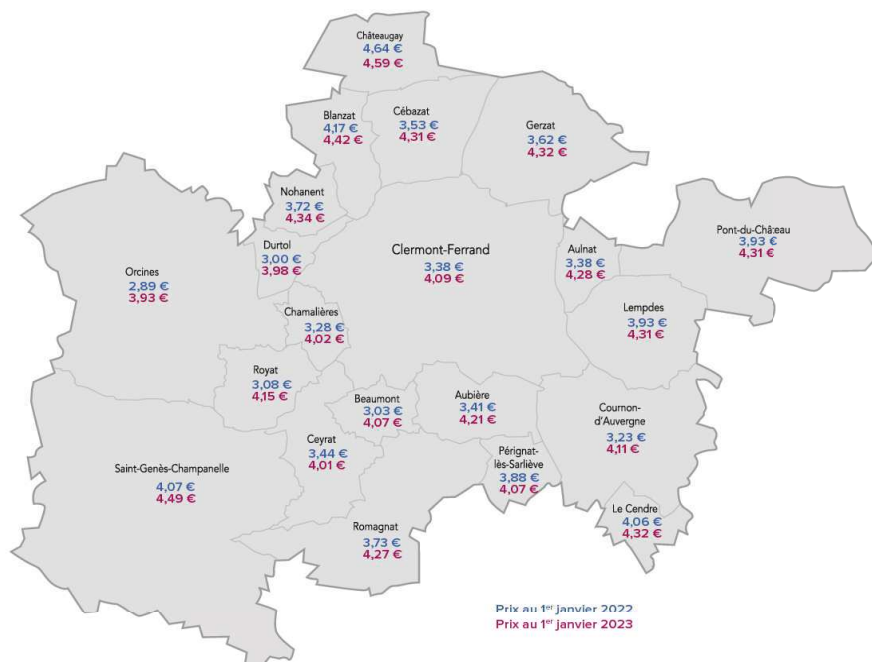 Châteaugay
4,64 €
4,59 €
Blanzat
4,17 €
4,42 €
Cébazat
3,53 €
4,31 €
Gerzat
3,62 €
4,32 €
Nohanent
3,72 €
4,34 €
Durtol
3,00 €
3,98 €
Orcines
2,89 €
3,93 €
Clermont-Ferrand
3,38 €
4,09 €
Aulnat
3,38 €
4,28 €
Pont-du-Château
3,93 €
4,31 €
Lempdes
3,93 €
4,31 €
Chamalières
3,28 €
4,02 €
Royat
3,08 €
4,15 €
Beaumont
3,03 €
4,07 €
Aubière
3,41 €
4,21 €
Cournon-
d'Auvergne
3,23 €
4,11 €
Ceyrat
3,44 €
4,01 €
Pérignat-
lès-Sarliève
3,88 €
4,07 €
Saint-Genès-Champanelle
4,07 €
4,49 €
Le Cendre
4,06 €
4,32 €
Romagnat
3,73 €
4,27 €
Prix au 1er janvier 2022
Prix au 1er janvier 2023